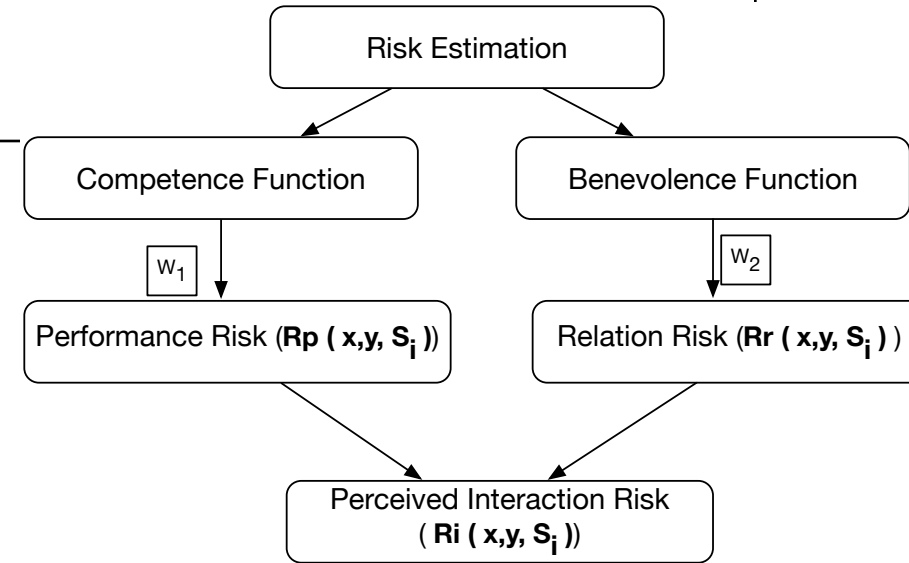 Risk Estimation
Competence Function
Benevolence Function
W1
W2
Performance Risk (Rp ( x,y, Si ))
Relation Risk (Rr ( x,y, Si ) )
Perceived Interaction Risk
( Ri ( x,y, Si ))